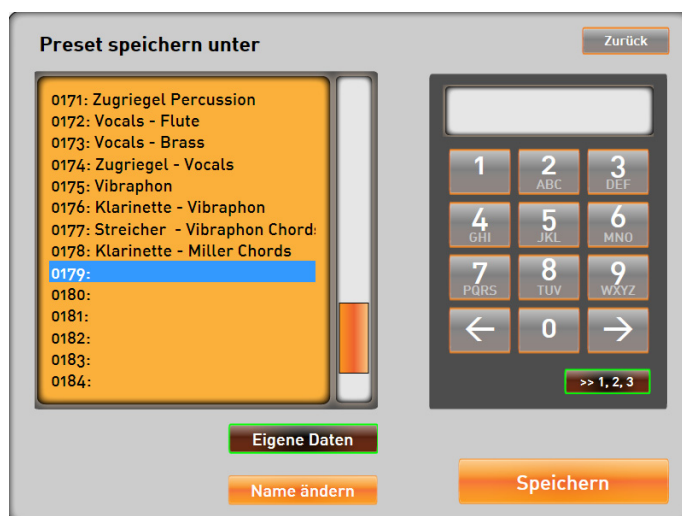 Preset speichern unter
Zurück
0171: Zugriegel Percussion
0172: Vocals - Flute
0173: Vocals - Brass
0174: Zugriegel - Vocals
0175: Vibraphon
0176: Klarinette - Vibraphon
0177: Streicher - Vibraphon Chord
0178: Klarinette - Miller Chords
0179:
0180:
0181:
0182:
0183:
0184:
1 2 3
ABC DEF
4 5 6
GHI JKL MNO
7 8 9
PQRS TUV WXYZ
← 0 →
>> 1, 2, 3
Eigene Daten
Name ändern
Speichern